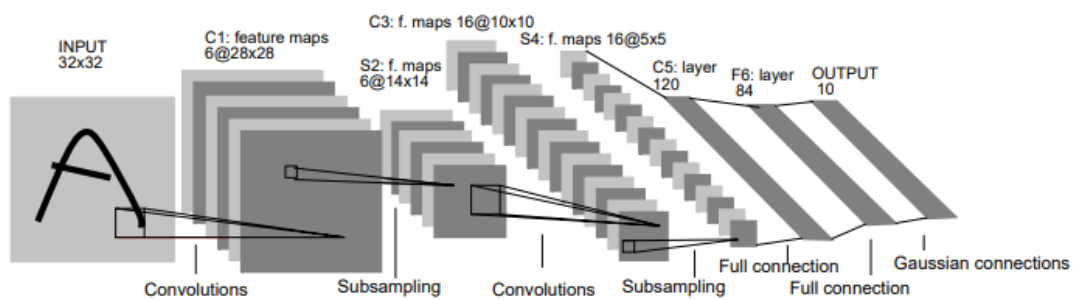 INPUT
32x32
C1: feature maps
6@28x28
S2: f. maps
6@14x14
C3: f. maps 16@10x10
S4: f. maps 16@5x5
C5: layer
120
F6: layer
84
OUTPUT
10
Convolutions
Subsampling
Convolutions
Subsampling
Full connection
Full connection
Gaussian connections